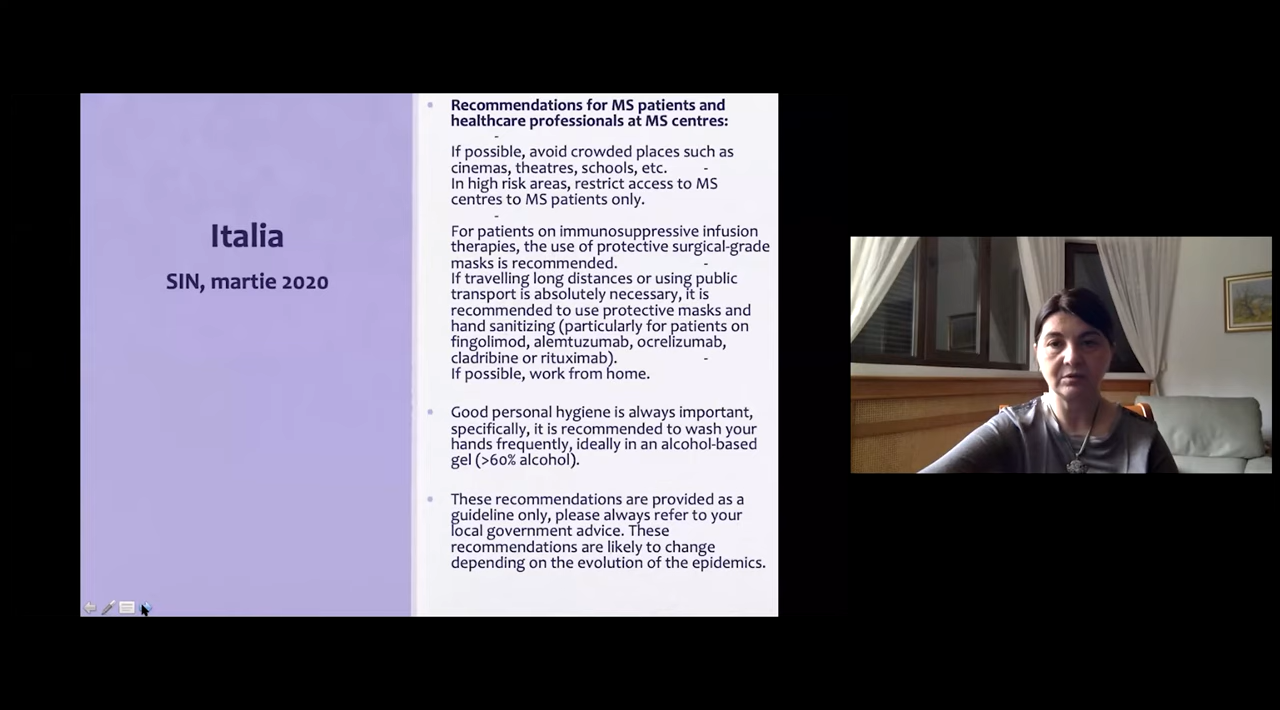 Italia
SIN, martie 2020
Recommendations for MS patients and
healthcare professionals at MS centres:
-
If possible, avoid crowded places such as
cinemas, theatres, schools, etc. -
In high risk areas, restrict access to MS
centres to MS patients only.
-
For patients on immunosuppressive infusion
therapies, the use of protective surgical-grade
masks is recommended. -
If travelling long distances or using public
transport is absolutely necessary, it is
recommended to use protective masks and
hand sanitizing (particularly for patients on
fingolimod, alemtuzumab, ocrelizumab,
cladribine or rituximab). -
If possible, work from home.
Good personal hygiene is always important,
specifically, it is recommended to wash your
hands frequently, ideally in an alcohol-based
gel (>60% alcohol).
These recommendations are provided as a
guideline only, please always refer to your
local government advice. These
recommendations are likely to change
depending on the evolution of the epidemics.